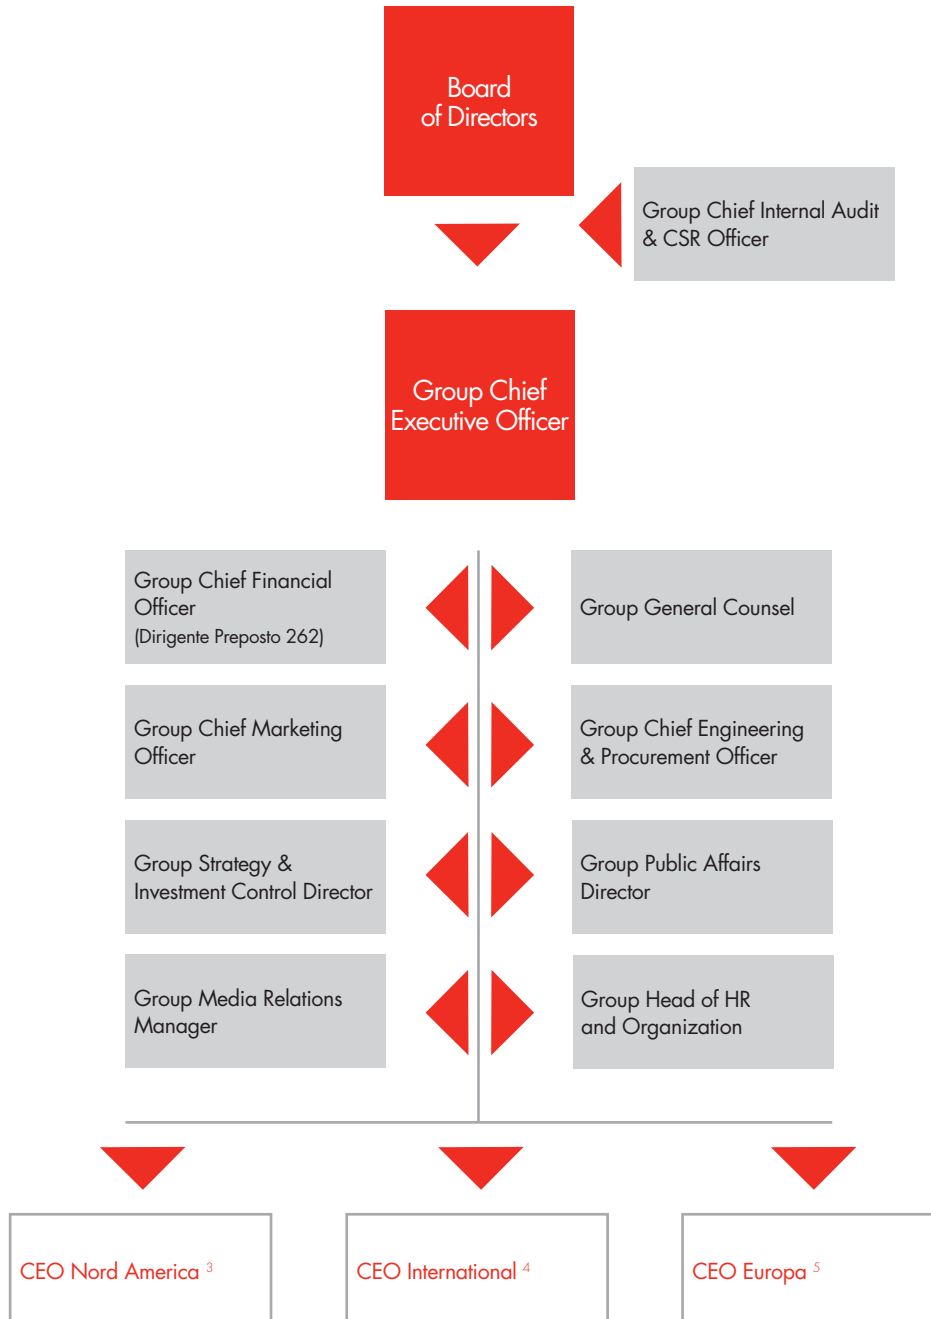 Board
of Directors
Group Chief Internal Audit
& CSR Officer
Group Chief
Executive Officer
Group Chief Financial
Officer
(Dirigente Preposto 262)
Group General Counsel
Group Chief Marketing
Officer
Group Chief Engineering
& Procurement Officer
Group Strategy &
Investment Control Director
Group Public Affairs
Director
Group Media Relations
Manager
Group Head of HR
and Organization
CEO Nord America 3
CEO International 4
CEO Europa 5